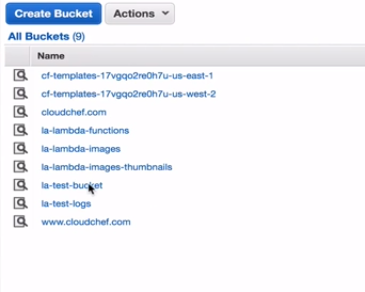 Create Bucket Actions
All Buckets (9)
Name
cf-templates-17vgqo2re0h7u-us-east-1
cf-templates-17vgqo2re0h7u-us-west-2
cloudchef.com
la-lambda-functions
la-lambda-images
la-lambda-images-thumbnails
la-test-bucket
la-test-logs
www.cloudchef.com